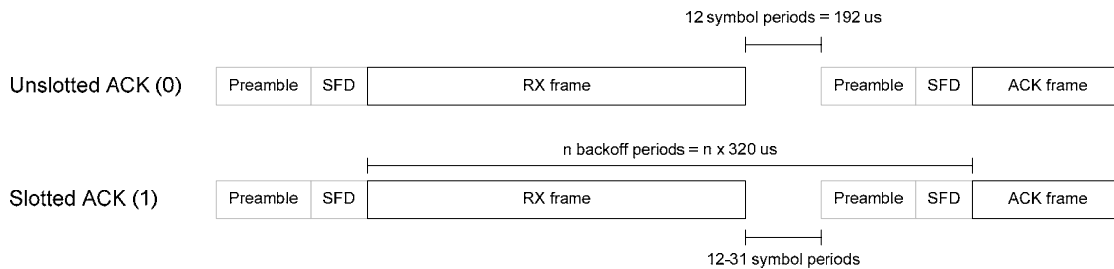 12 symbol periods = 192 us
Unslotted ACK (0) Preamble SFD RX frame Preamble SFD ACK frame
n backoff periods = n x 320 us
Slotted ACK (1) Preamble SFD RX frame Preamble SFD ACK frame
12-31 symbol periods